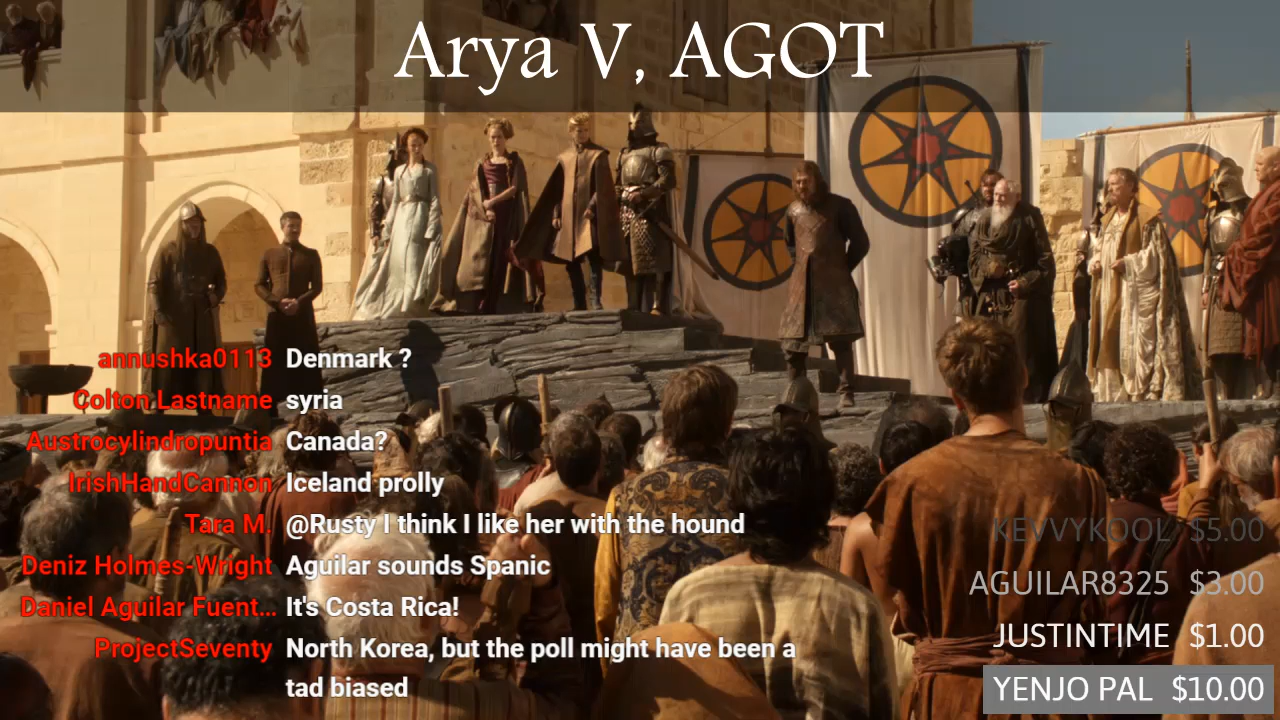 Arya V, AGOT
annushka0113 Denmark ?
Colton Lastname syria
Austrocylindropuntia Canada?
IrishHandCannon Iceland prolly
Tara M. @Rusty I think I like her with the hound
Deniz Holmes-Wright Aguilar sounds Spanic
Daniel Aguilar Fuent... It's Costa Rica!
ProjectSeventy North Korea, but the poll might have been a
tad biased
KEVVYKOOL $5.00
AGUILAR8325 $3.00
JUSTINTIME $1.00
YENJO PAL $10.00